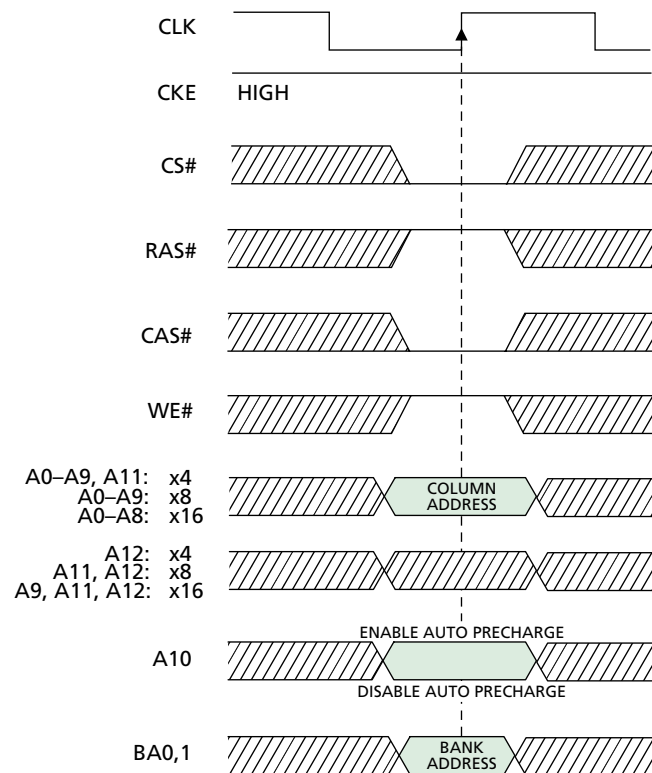 CLK
CKE HIGH
CS#
RAS#
CAS#
WE#
A0–A9, A11: x4
A0–A9: x8
A0–A8: x16
COLUMN
ADDRESS
A12: x4
A11, A12: x8
A9, A11, A12: x16
ENABLE AUTO PRECHARGE
A10
DISABLE AUTO PRECHARGE
BA0,1
BANK
ADDRESS